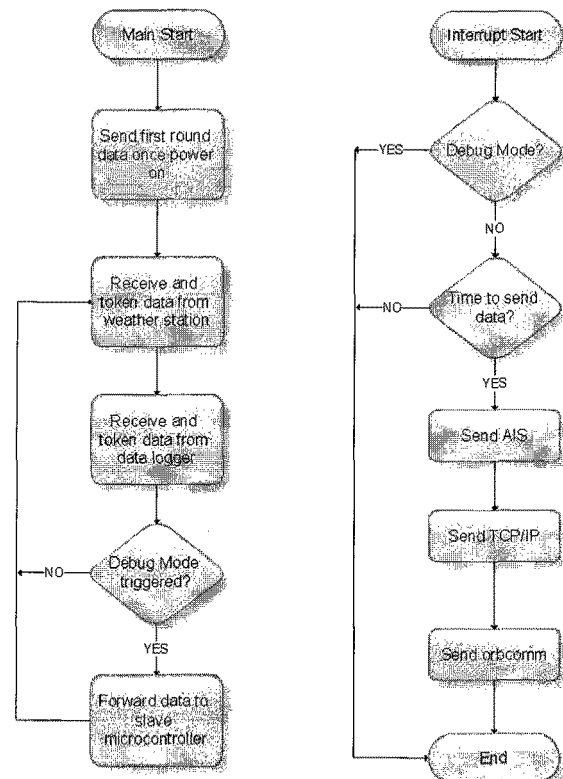 Main Start
Send first round
data once power
on
Receive and
token data from
weather station
Receive and
token data from
data logger
Debug Mode
triggered?
NO
YES
Forward data to
slave
microcontroller
Interrupt Start
Debug Mode?
YES
NO
Time to send
data?
NO
YES
Send AIS
Send TCP/IP
Send orbcomm
End